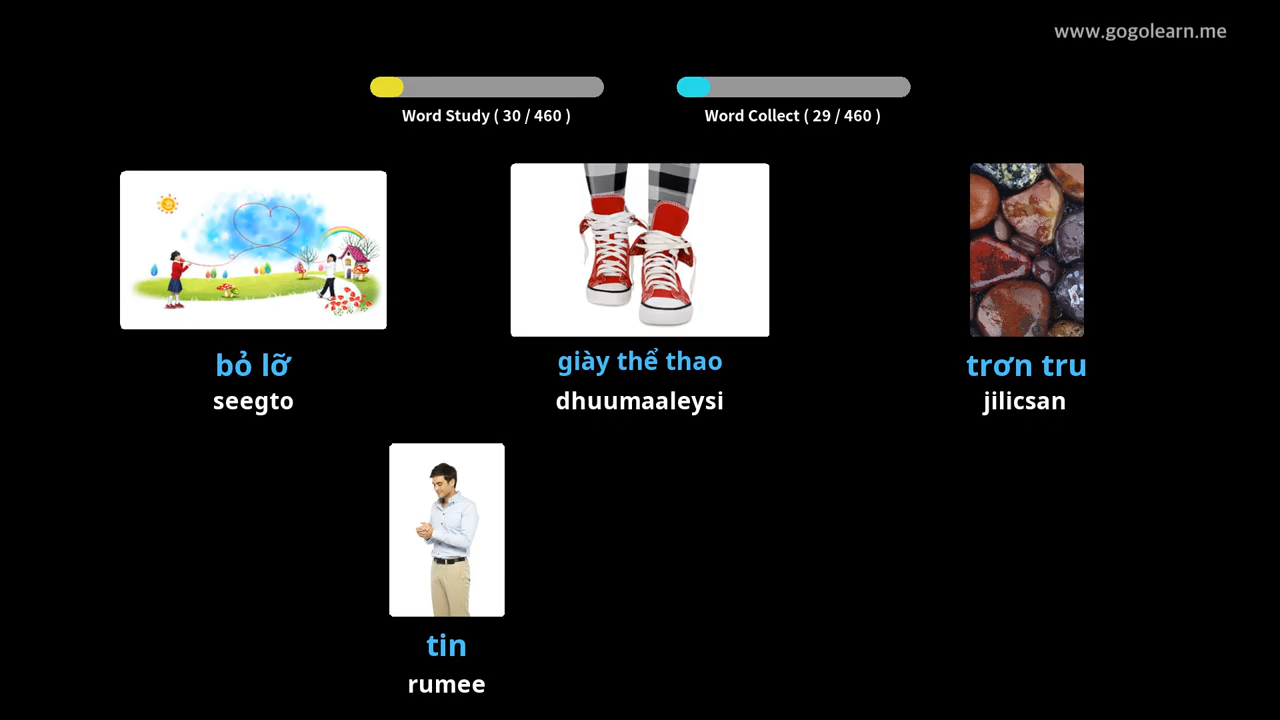 www.gogolearn.me
Word Study ( 30 / 460 )
Word Collect ( 29 / 460 )
bỏ lỡ
seegto
giày thể thao
dhuumaaleysi
trơn tru
jilicsan
tin
rumee